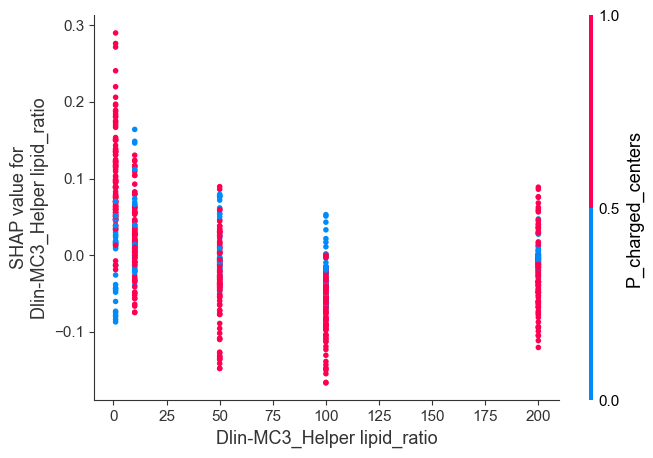 0.3
0.2
0.1
0.0
−0.1
SHAP value for
Dlin-MC3_Helper lipid_ratio
0 25 50 75 100 125 150 175 200
Dlin-MC3_Helper lipid_ratio
1.0
0.5
0.0
P_charged_centers